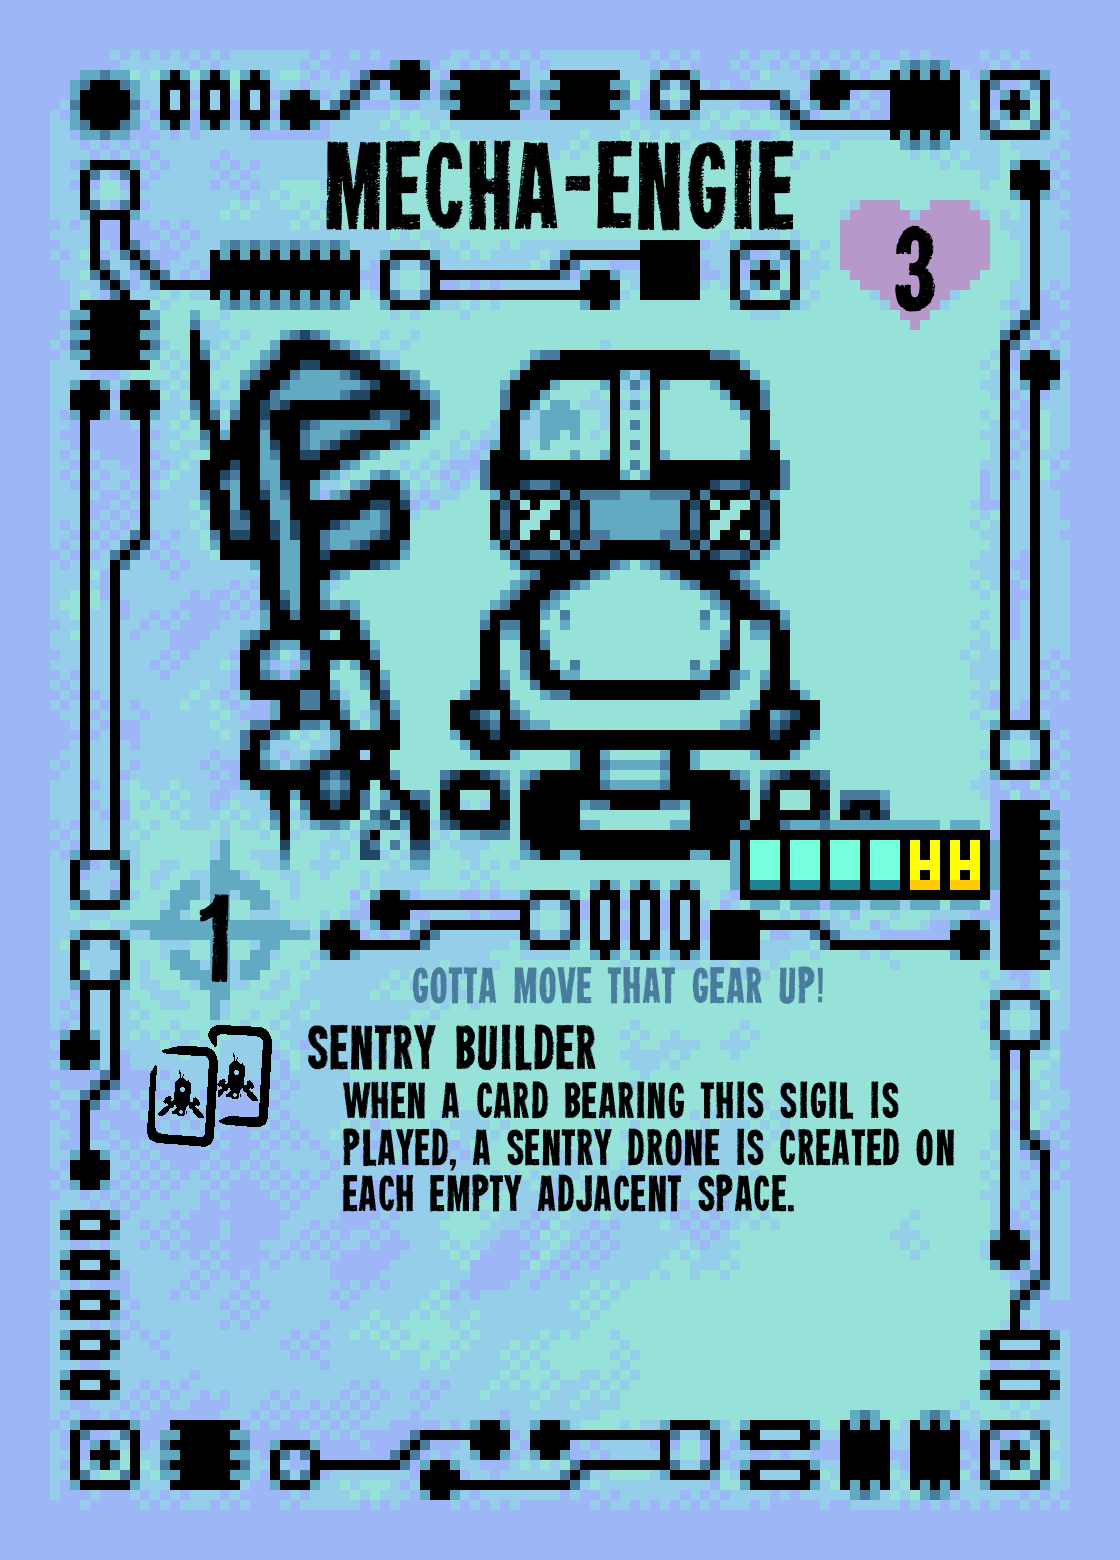 MECHA-ENGIE
3
1
GOTTA MOVE THAT GEAR UP!
SENTRY BUILDER
WHEN A CARD BEARING THIS SIGIL IS
PLAYED, A SENTRY DRONE IS CREATED ON
EACH EMPTY ADJACENT SPACE.